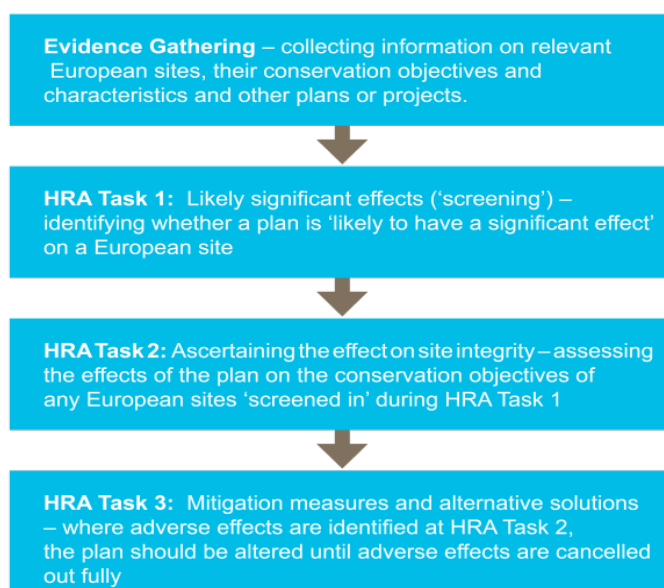 Evidence Gathering – collecting information on relevant
European sites, their conservation objectives and
characteristics and other plans or projects.
HRA Task 1: Likely significant effects (‘screening’) –
identifying whether a plan is ‘likely to have a significant effect’
on a European site
HRA Task 2: Ascertaining the effect on site integrity – assessing
the effects of the plan on the conservation objectives of
any European sites ‘screened in’ during HRA Task 1
HRA Task 3: Mitigation measures and alternative solutions
– where adverse effects are identified at HRA Task 2,
the plan should be altered until adverse effects are cancelled
out fully